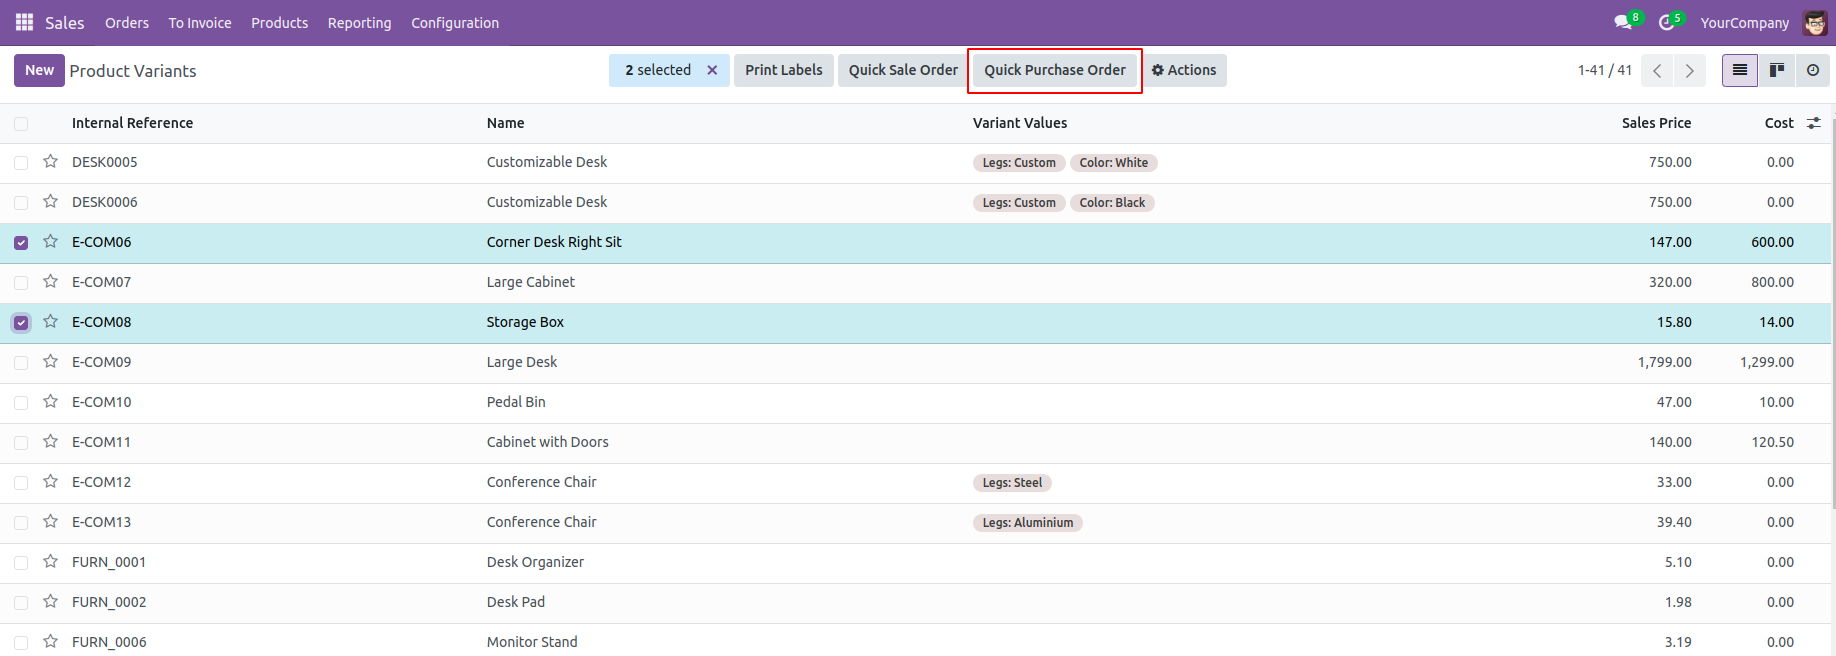 Sales Orders To Invoice Products Reporting Configuration 8 5 YourCompany
New Product Variants 2 selected Print Labels Quick Sale Order Quick Purchase Order Actions 1-41 / 41
Internal Reference Name Variant Values Sales Price Cost
DESK0005 Customizable Desk Legs: Custom Color: White 750.00 0.00
DESK0006 Customizable Desk Legs: Custom Color: Black 750.00 0.00
E-COM06 Corner Desk Right Sit 147.00 600.00
E-COM07 Large Cabinet 320.00 800.00
E-COM08 Storage Box 15.80 14.00
E-COM09 Large Desk 1,799.00 1,299.00
E-COM10 Pedal Bin 47.00 10.00
E-COM11 Cabinet with Doors 140.00 120.50
E-COM12 Conference Chair Legs: Steel 33.00 0.00
E-COM13 Conference Chair Legs: Aluminium 39.40 0.00
FURN_0001 Desk Organizer 5.10 0.00
FURN_0002 Desk Pad 1.98 0.00
FURN_0006 Monitor Stand 3.19 0.00